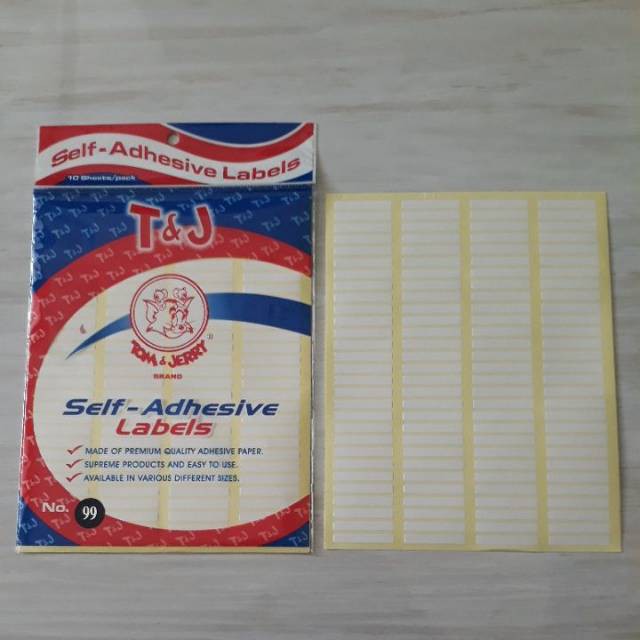 Self-Adhesive Labels
10 Sheets/pack
T&J
TOM & JERRY
®
BRAND
Self-Adhesive
Labels
MADE OF PREMIUM QUALITY ADHESIVE PAPER.
SUPREME PRODUCTS AND EASY TO USE.
AVAILABLE IN VARIOUS DIFFERENT SIZES.
No. 99